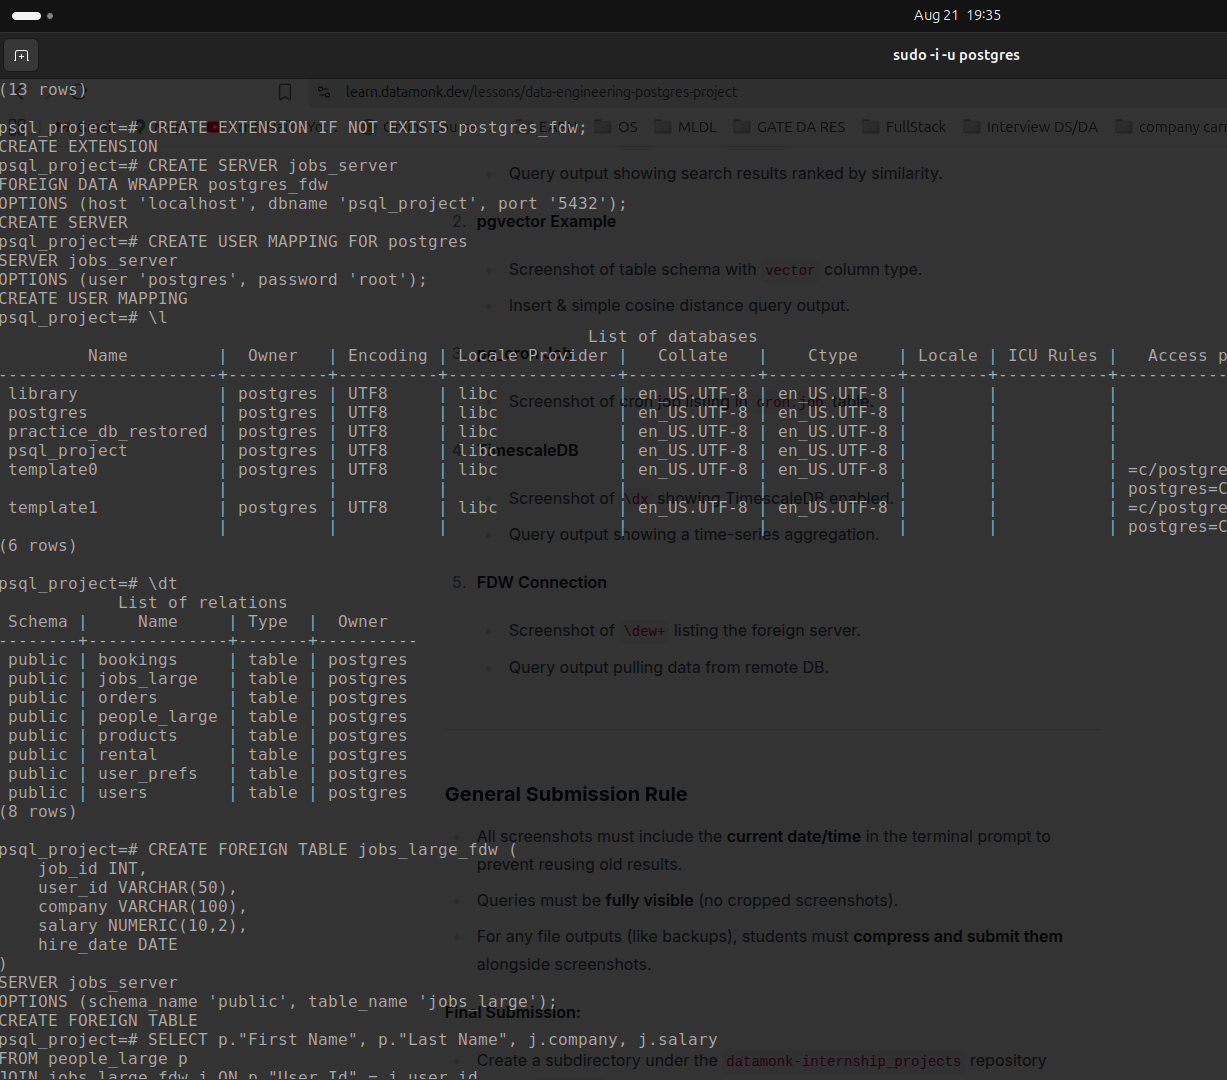 Aug 21 19:35
sudo -i -u postgres
(13 rows)
learn.datamonk.dev/lessons/data-engineering-postgres-project
OS MLDL GATE DA RES FullStack Interview DS/DA company
psql_project=# CREATE EXTENSION IF NOT EXISTS postgres_fdw;
CREATE EXTENSION
psql_project=# CREATE SERVER jobs_server
FOREIGN DATA WRAPPER postgres_fdw
OPTIONS (host 'localhost', dbname 'psql_project', port '5432');
CREATE SERVER
psql_project=# CREATE USER MAPPING FOR postgres
SERVER jobs_server
OPTIONS (user 'postgres', password 'root');
CREATE USER MAPPING
psql_project=# \l
List of databases
Name | Owner | Encoding | Locale Provider | Collate | Ctype | Locale | ICU Rules | Access p
library | postgres | UTF8 | libc | en_US.UTF-8 | en_US.UTF-8 | | |
postgres | postgres | UTF8 | libc | en_US.UTF-8 | en_US.UTF-8 | | |
practice_db_restored | postgres | UTF8 | libc | en_US.UTF-8 | en_US.UTF-8 | | |
psql_project | postgres | UTF8 | libc | en_US.UTF-8 | en_US.UTF-8 | | |
template0 | postgres | UTF8 | libc | en_US.UTF-8 | en_US.UTF-8 | | | =c/postgre
| | | | | | | | postgres=C
template1 | postgres | UTF8 | libc | en_US.UTF-8 | en_US.UTF-8 | | | =c/postgre
| | | | | | | | postgres=C
(6 rows)
psql_project=# \dt
List of relations
Schema | Name | Type | Owner
public | bookings | table | postgres
public | jobs_large | table | postgres
public | orders | table | postgres
public | people_large | table | postgres
public | products | table | postgres
public | rental | table | postgres
public | user_prefs | table | postgres
public | users | table | postgres
(8 rows)
psql_project=# CREATE FOREIGN TABLE jobs_large_fdw (
job_id INT,
user_id VARCHAR(50),
company VARCHAR(100),
salary NUMERIC(10,2),
hire_date DATE
)
SERVER jobs_server
OPTIONS (schema_name 'public', table_name 'jobs_large');
CREATE FOREIGN TABLE
psql_project=# SELECT p."First Name", p."Last Name", j.company, j.salary
FROM people_large p
JOIN jobs_large_fdw j ON p."User Id" = j.user_id
Query output showing search results ranked by similarity.
2. pgvector Example
Screenshot of table schema with vector column type.
Insert & simple cosine distance query output.
Screenshot of cron job listing in cron.job table.
4. TimescaleDB
Screenshot of \dx showing TimescaleDB enabled.
Query output showing a time-series aggregation.
5. FDW Connection
Screenshot of \dew+ listing the foreign server.
Query output pulling data from remote DB.
General Submission Rule
All screenshots must include the current date/time in the terminal prompt to
prevent reusing old results.
Queries must be fully visible (no cropped screenshots).
For any file outputs (like backups), students must compress and submit them
alongside screenshots.
Final Submission:
Create a subdirectory under the datamonk-internship_projects repository